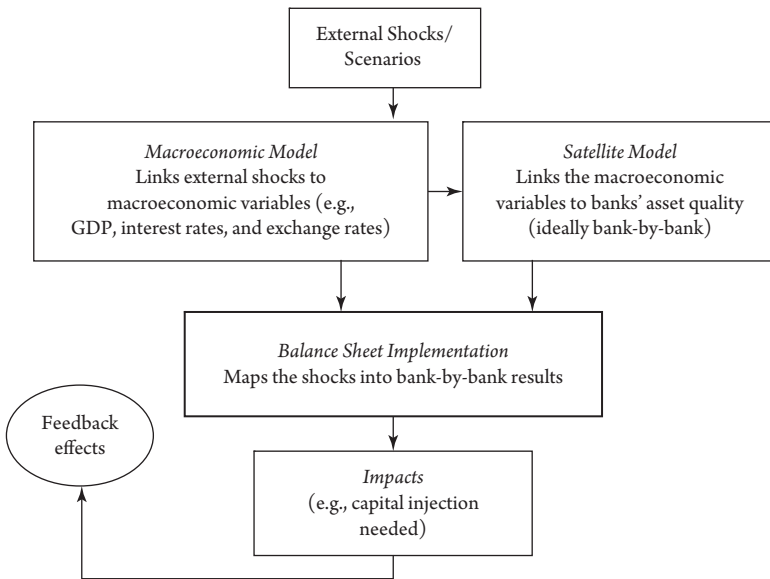 External Shocks/
Scenarios
Macroeconomic Model
Links external shocks to
macroeconomic variables (e.g.,
GDP, interest rates, and exchange rates)
Satellite Model
Links the macroeconomic
variables to banks’ asset quality
(ideally bank-by-bank)
Balance Sheet Implementation
Maps the shocks into bank-by-bank results
Feedback
effects
Impacts
(e.g., capital injection
needed)